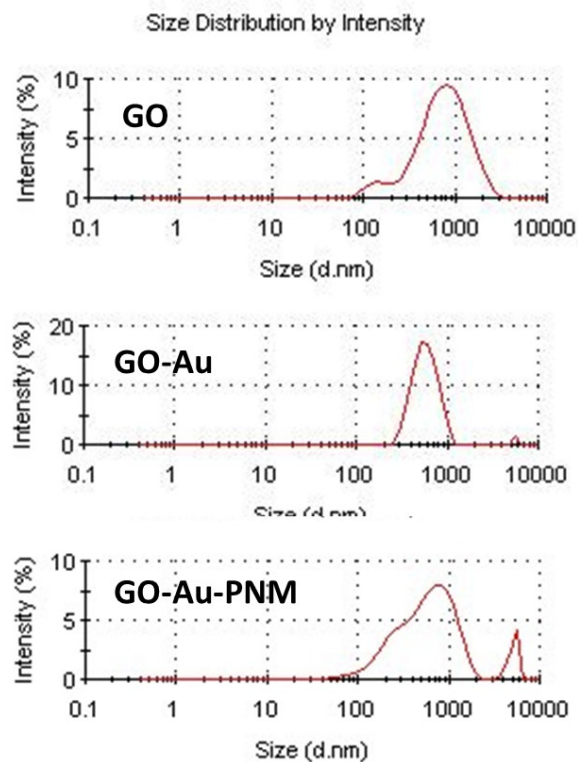 Size Distribution by Intensity
10
GO
5
0
Intensity (%)
0.1 1 10 100 1000 10000
Size (d.nm)
20
GO-Au
10
0
Intensity (%)
0.1 1 10 100 1000 10000
Size (d.nm)
10
GO-Au-PNM
5
0
Intensity (%)
0.1 1 10 100 1000 10000
Size (d.nm)